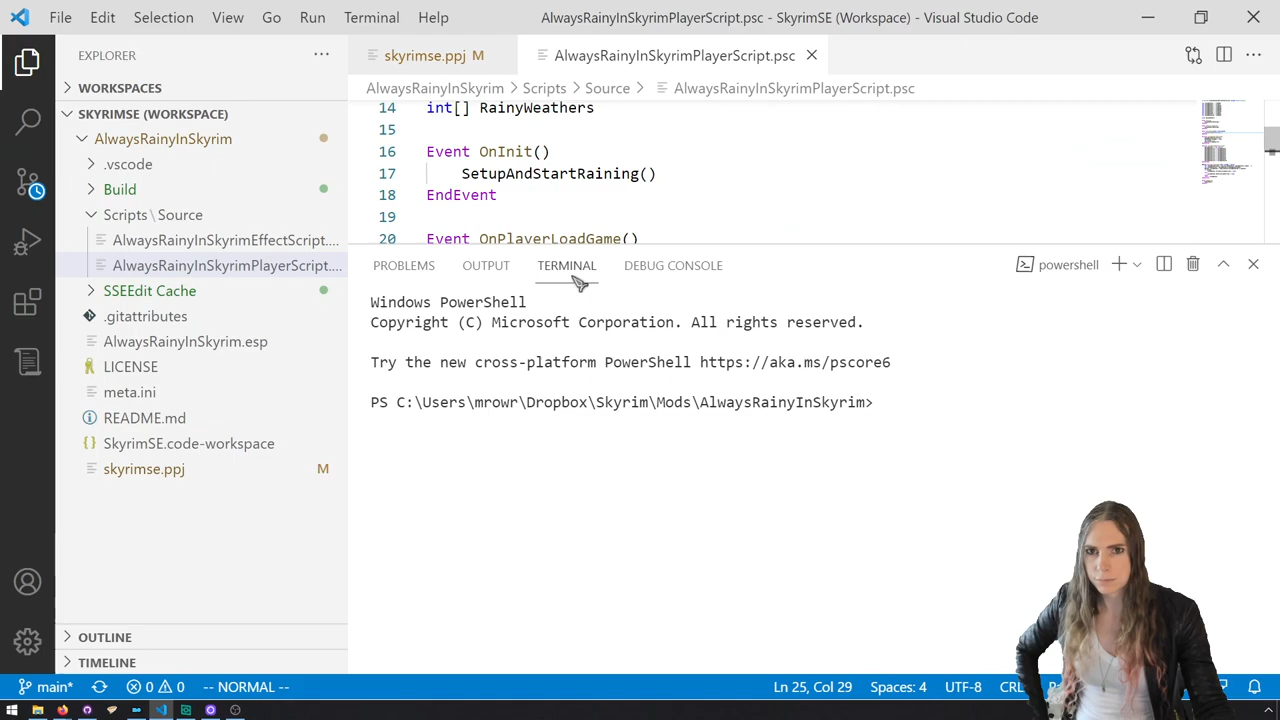 File Edit Selection View Go Run Terminal Help AlwaysRainyInSkyrimPlayerScript.psc - SkyrimSE (Workspace) - Visual Studio Code
EXPLORER
WORKSPACES
SKYRIMSE (WORKSPACE)
AlwaysRainyInSkyrim
.vscode
Build
Scripts\Source
AlwaysRainyInSkyrimEffectScript....
AlwaysRainyInSkyrimPlayerScript....
SSEEdit Cache
.gitattributes
AlwaysRainyInSkyrim.esp
LICENSE
meta.ini
README.md
SkyrimSE.code-workspace
skyrimse.ppj M
OUTLINE
TIMELINE
skyrimse.ppj M AlwaysRainyInSkyrimPlayerScript.psc
AlwaysRainyInSkyrim > Scripts > Source > AlwaysRainyInSkyrimPlayerScript.psc
14 int[] RainyWeathers
15
16 Event OnInit()
17 SetupAndStartRaining()
18 EndEvent
19
20 Event OnPlayerLoadGame()
PROBLEMS OUTPUT TERMINAL DEBUG CONSOLE powershell
Windows PowerShell
Copyright (C) Microsoft Corporation. All rights reserved.
Try the new cross-platform PowerShell https://aka.ms/pscore6
PS C:\Users\mrowr\Dropbox\Skyrim\Mods\AlwaysRainyInSkyrim>
main* 0 0 -- NORMAL -- Ln 25, Col 29 Spaces: 4 UTF-8